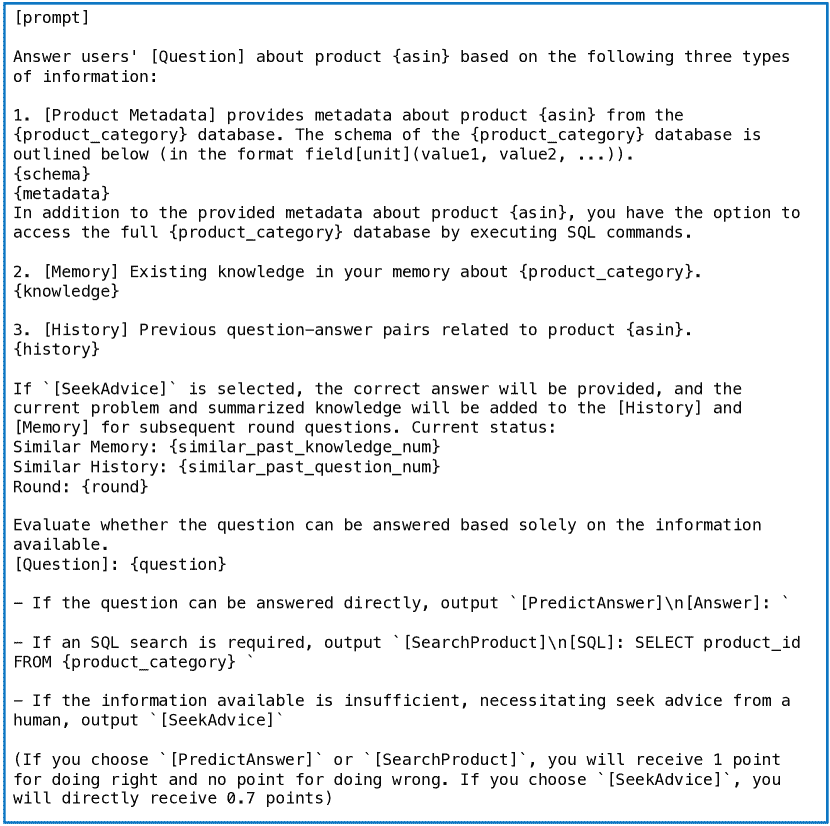 [prompt]
Answer users' [Question] about product {asin} based on the following three types
of information:
1. [Product Metadata] provides metadata about product {asin} from the
{product_category} database. The schema of the {product_category} database is
outlined below (in the format field[unit](value1, value2, ...)).
{schema}
{metadata}
In addition to the provided metadata about product {asin}, you have the option to
access the full {product_category} database by executing SQL commands.
2. [Memory] Existing knowledge in your memory about {product_category}.
{knowledge}
3. [History] Previous question−answer pairs related to product {asin}.
{history}
If `[SeekAdvice]` is selected, the correct answer will be provided, and the
current problem and summarized knowledge will be added to the [History] and
[Memory] for subsequent round questions. Current status:
Similar Memory: {similar_past_knowledge_num}
Similar History: {similar_past_question_num}
Round: {round}
Evaluate whether the question can be answered based solely on the information
available.
[Question]: {question}
− If the question can be answered directly, output `[PredictAnswer]\n[Answer]: `
− If an SQL search is required, output `[SearchProduct]\n[SQL]: SELECT product_id
FROM {product_category} `
− If the information available is insufficient, necessitating seek advice from a
human, output `[SeekAdvice]`
(If you choose `[PredictAnswer]` or `[SearchProduct]`, you will receive 1 point
for doing right and no point for doing wrong. If you choose `[SeekAdvice]`, you
will directly receive 0.7 points)